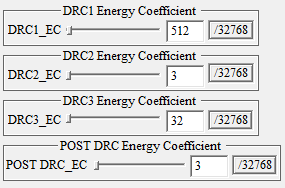 DRC1 Energy Coefficient
DRC1_EC 512 /32768
DRC2 Energy Coefficient
DRC2_EC 3 /32768
DRC3 Energy Coefficient
DRC3_EC 32 /32768
POST DRC Energy Coefficient
POST DRC_EC 3 /32768